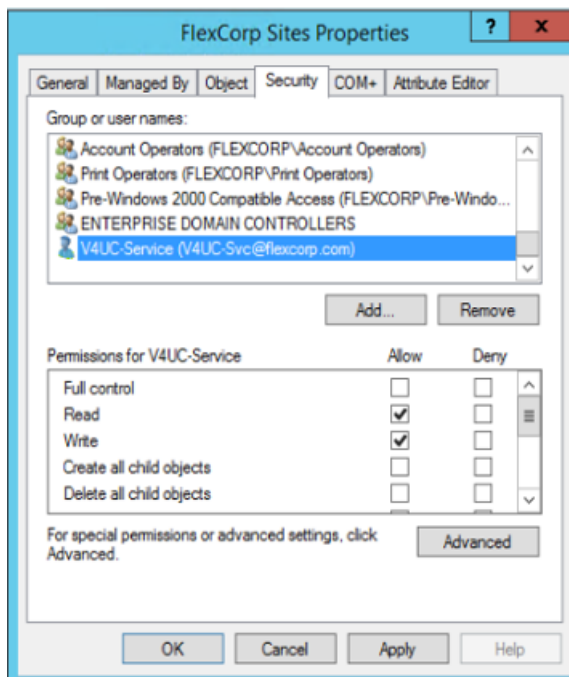 FlexCorp Sites Properties
? x
General Managed By Object Security COM+ Attribute Editor
Group or user names:
Account Operators (FLEXCORP\Account Operators)
Print Operators (FLEXCORP\Print Operators)
Pre-Windows 2000 Compatible Access (FLEXCORP\Pre-Windo...
ENTERPRISE DOMAIN CONTROLLERS
V4UC-Service (V4UC-Svc@flexcorp.com)
Add... Remove
Permissions for V4UC-Service Allow Deny
Full control
Read
Write
Create all child objects
Delete all child objects
For special permissions or advanced settings, click
Advanced.
Advanced
OK Cancel Apply Help